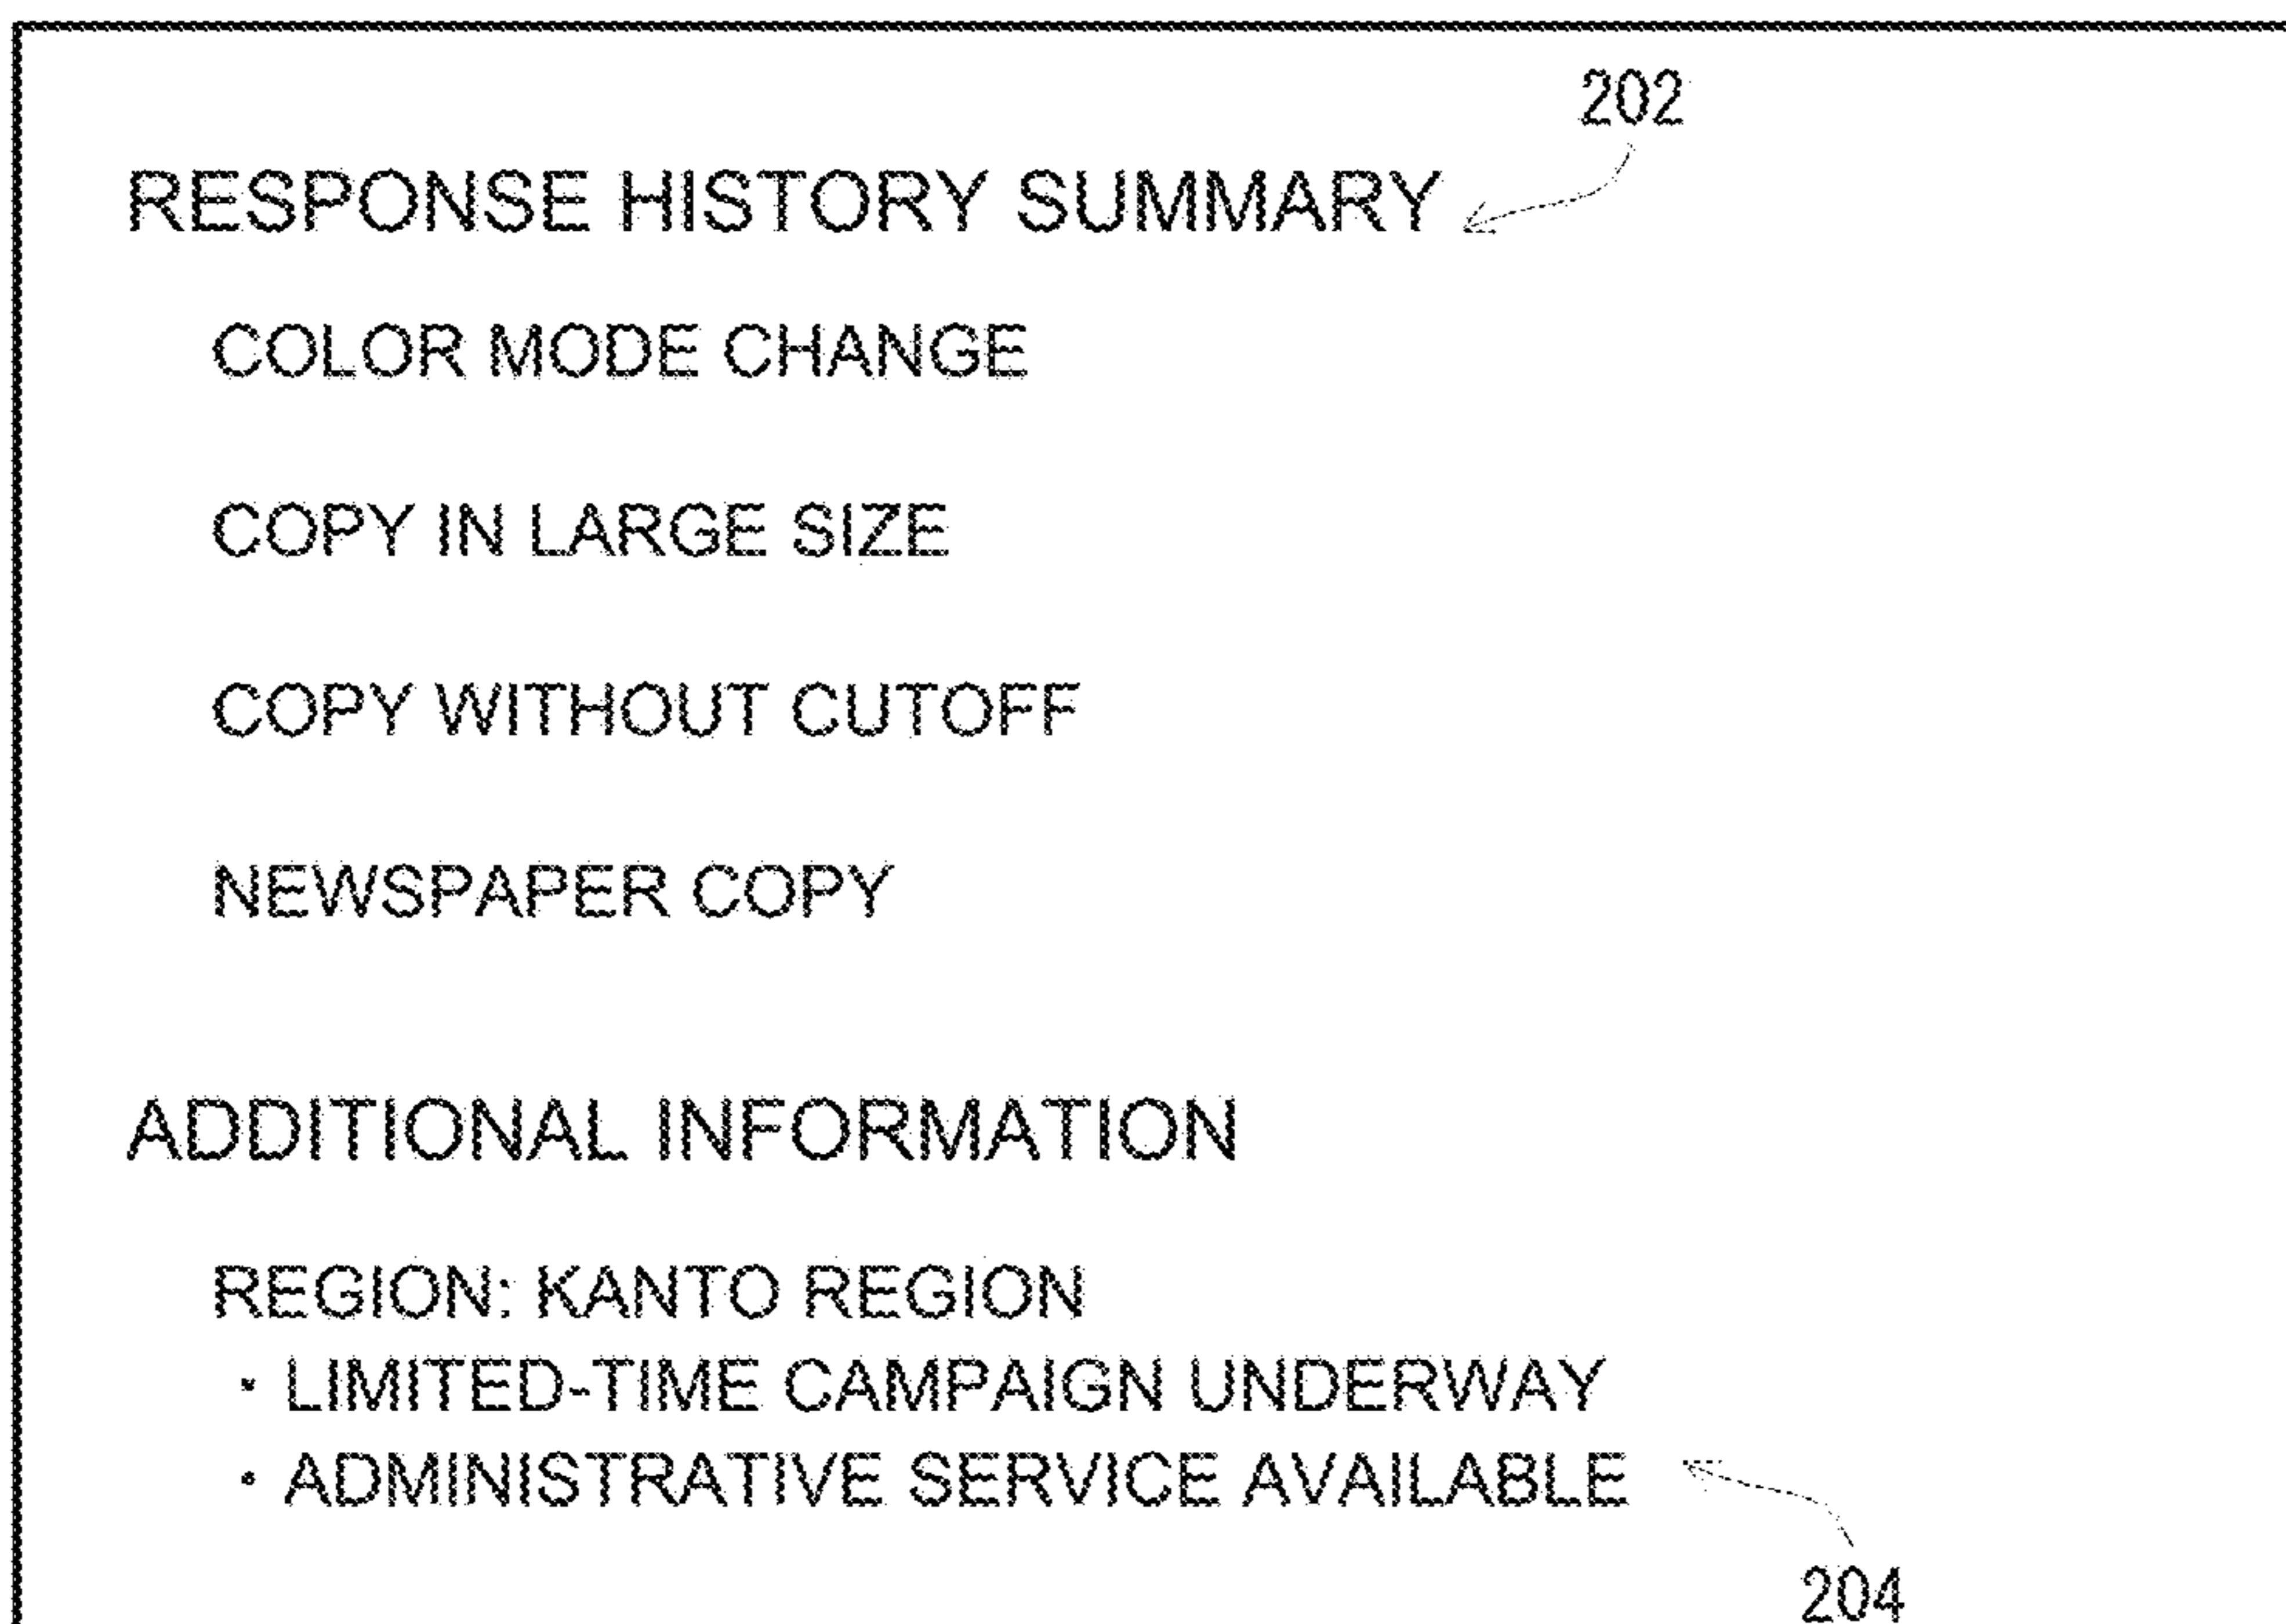 202
RESPONSE HISTORY SUMMARY
COLOR MODE CHANGE
COPY IN LARGE SIZE
COPY WITHOUT CUTOFF
NEWSPAPER COPY
ADDITIONAL INFORMATION
REGION: KANTO REGION
・LIMITED-TIME CAMPAIGN UNDERWAY
・ADMINISTRATIVE SERVICE AVAILABLE
204